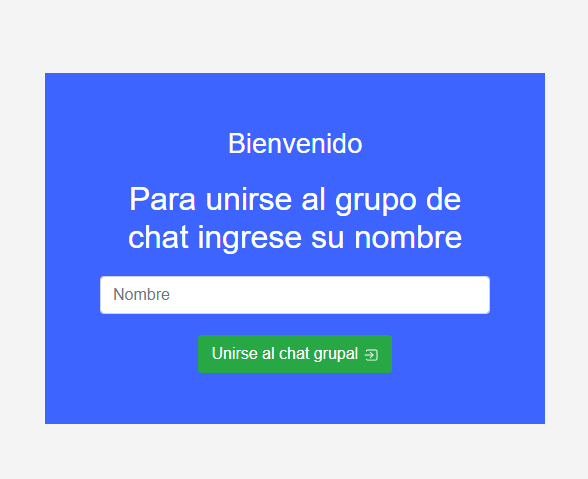 Bienvenido
Para unirse al grupo de
chat ingrese su nombre
Nombre
Unirse al chat grupal